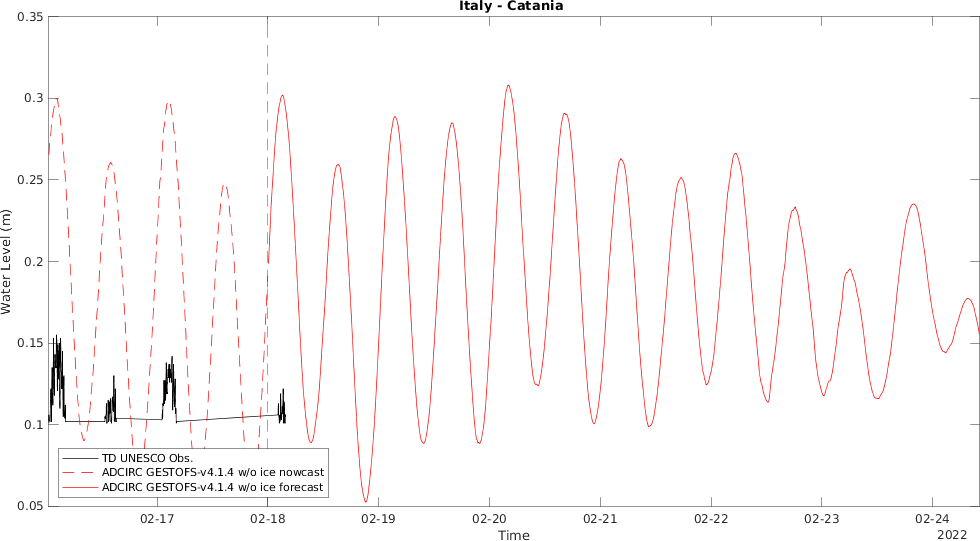 Italy - Catania
0.35
0.3
0.25
0.2
0.15
0.1
0.05
Water Level (m)
TD UNESCO Obs.
ADCIRC GESTOFS-v4.1.4 w/o ice nowcast
ADCIRC GESTOFS-v4.1.4 w/o ice forecast
02-17 02-18 02-19 02-20 02-21 02-22 02-23 02-24
Time
2022